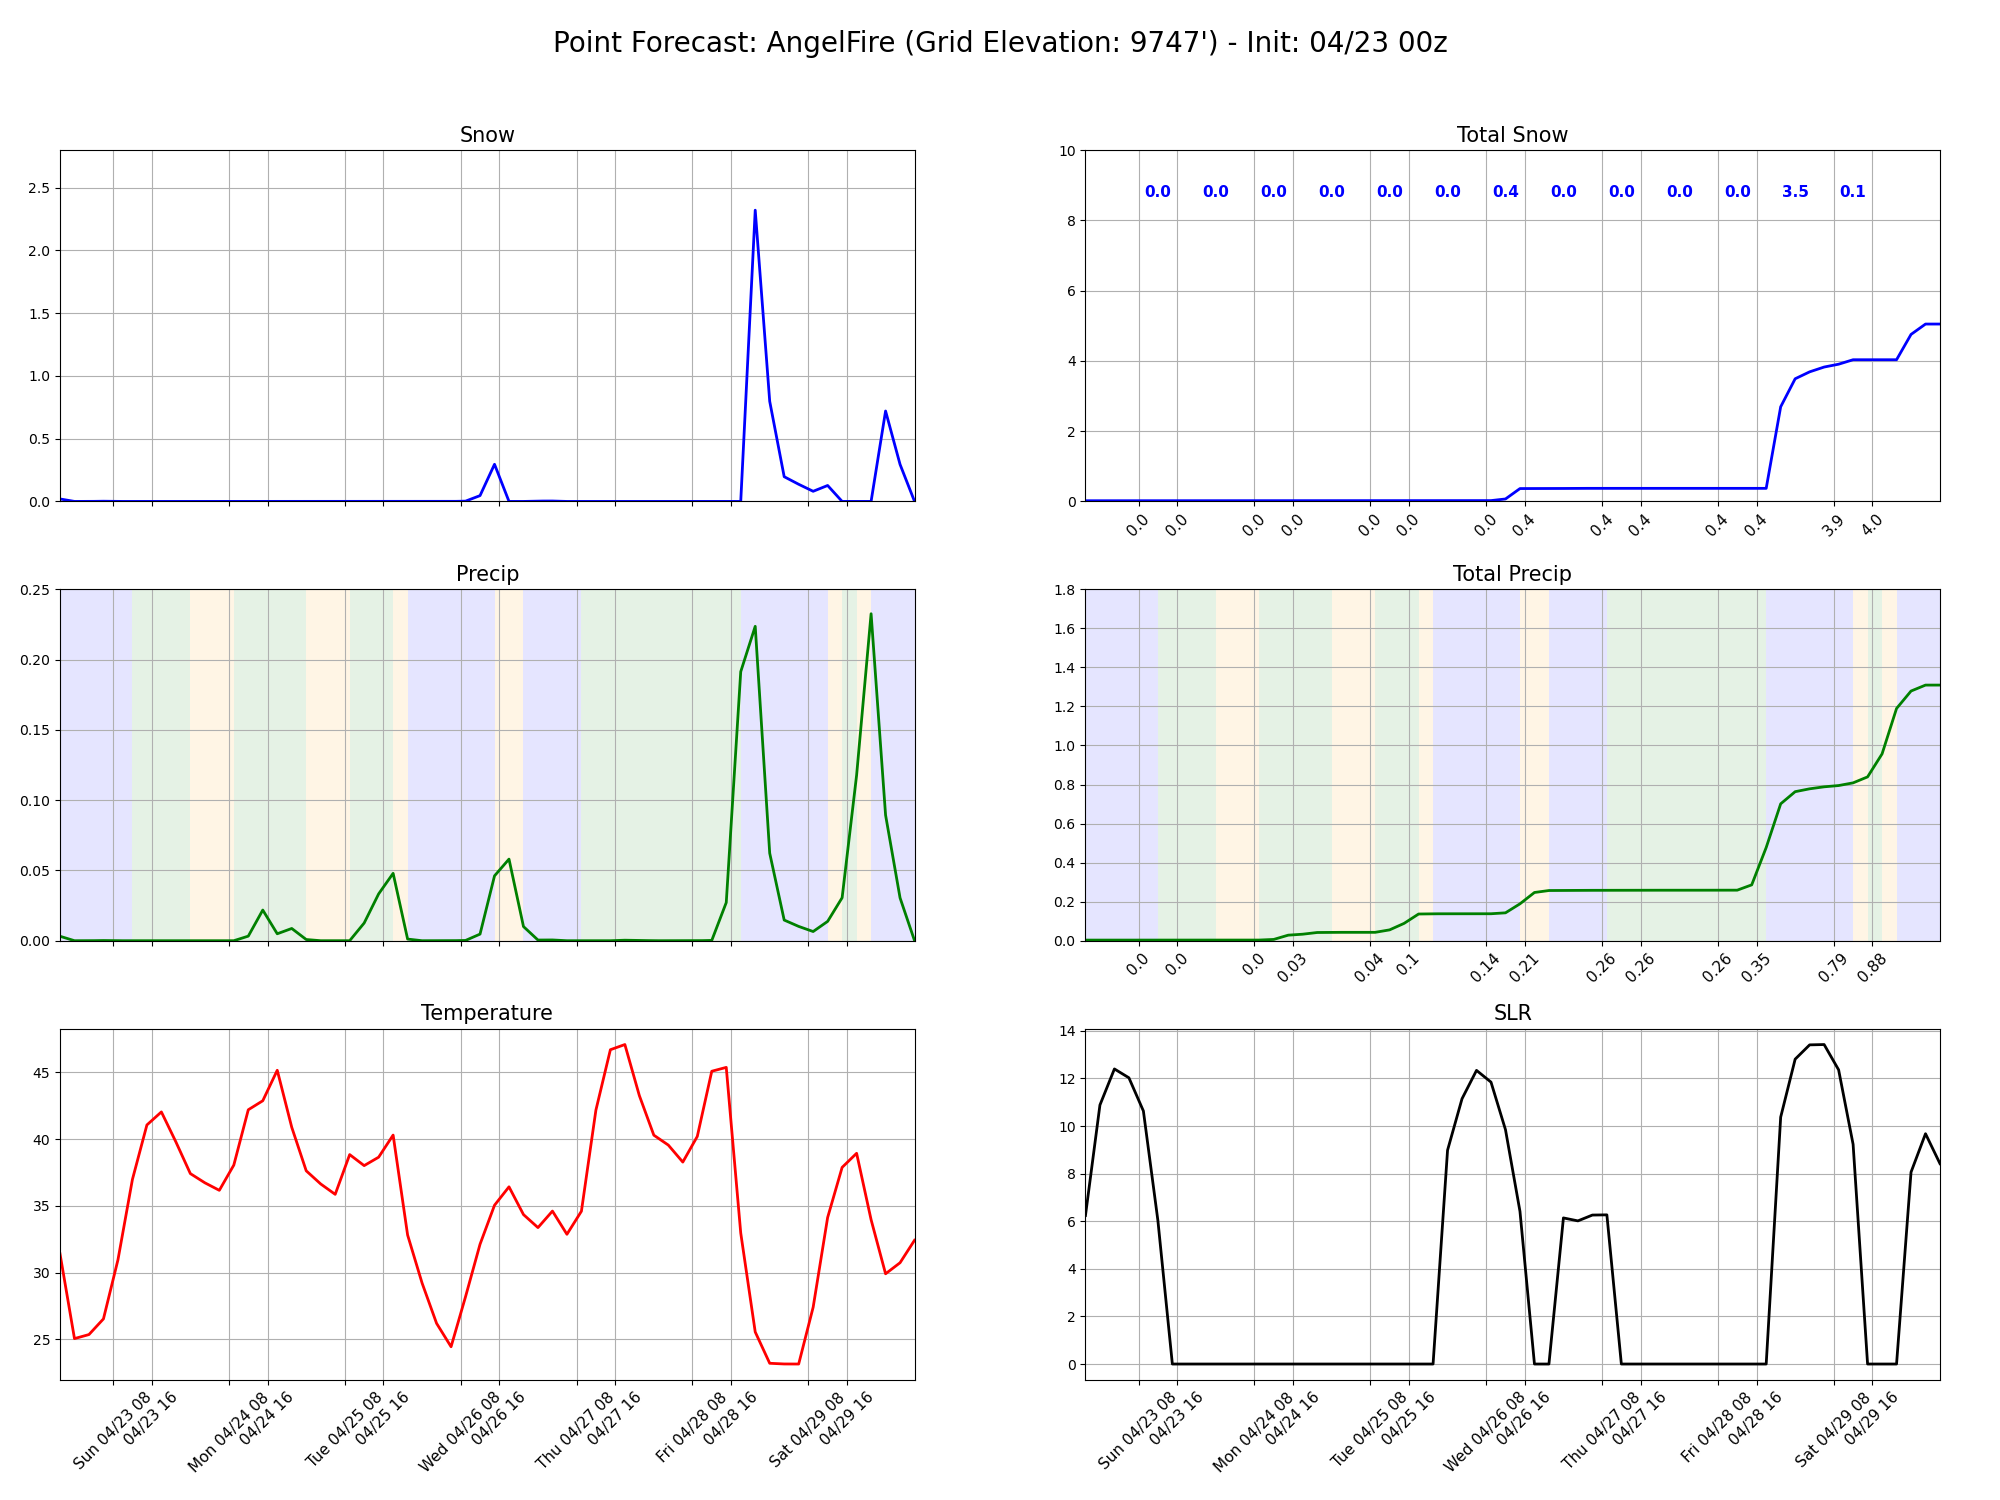 Point Forecast: AngelFire (Grid Elevation: 9747') - Init: 04/23 00z
Snow
2.5
2.0
1.5
1.0
0.5
0.0
Total Snow
10
8
6
4
2
0
0.0 0.0 0.0 0.0 0.0 0.0 0.4 0.0 0.0 0.0 0.0 3.5 0.1
0.0 0.0 0.0 0.0 0.0 0.0 0.0 0.4 0.4 0.4 0.4 0.4 3.9 4.0
Precip
0.25
0.20
0.15
0.10
0.05
0.00
Total Precip
1.8
1.6
1.4
1.2
1.0
0.8
0.6
0.4
0.2
0.0
0.0 0.0 0.0 0.03 0.04 0.1 0.14 0.21 0.26 0.26 0.26 0.35 0.79 0.88
Temperature
45
40
35
30
25
Sun 04/23 08
04/23 16
Mon 04/24 08
04/24 16
Tue 04/25 08
04/25 16
Wed 04/26 08
04/26 16
Thu 04/27 08
04/27 16
Fri 04/28 08
04/28 16
Sat 04/29 08
04/29 16
SLR
14
12
10
8
6
4
2
0
Sun 04/23 08
04/23 16
Mon 04/24 08
04/24 16
Tue 04/25 08
04/25 16
Wed 04/26 08
04/26 16
Thu 04/27 08
04/27 16
Fri 04/28 08
04/28 16
Sat 04/29 08
04/29 16